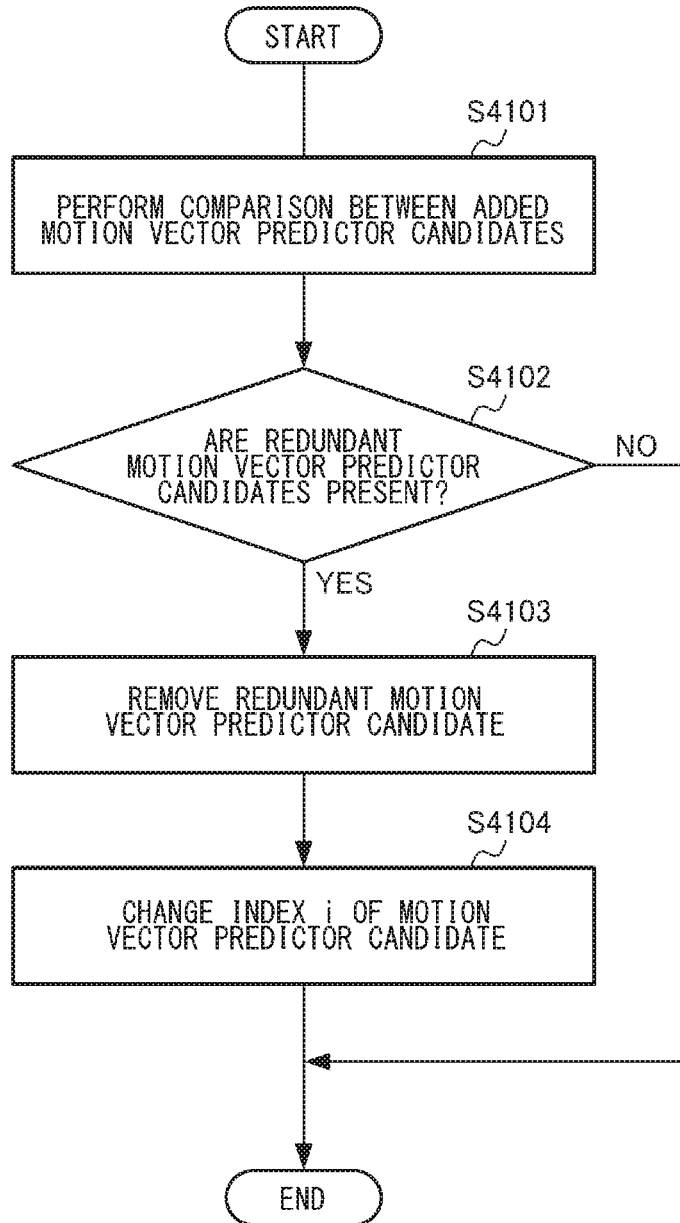 START
S4101
PERFORM COMPARISON BETWEEN ADDED
MOTION VECTOR PREDICTOR CANDIDATES
S4102
ARE REDUNDANT
MOTION VECTOR PREDICTOR
CANDIDATES PRESENT?
NO
YES
S4103
REMOVE REDUNDANT MOTION
VECTOR PREDICTOR CANDIDATE
S4104
CHANGE INDEX i OF MOTION
VECTOR PREDICTOR CANDIDATE
END